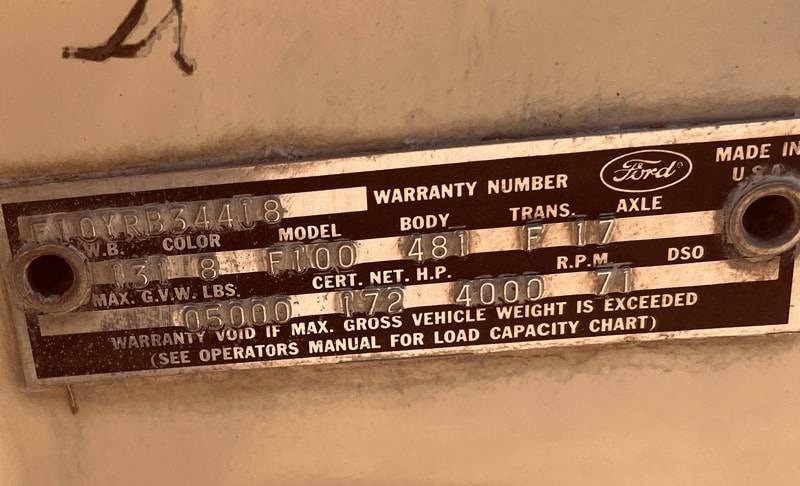 Ford MADE IN
U.S.A.
F10YRB34418 WARRANTY NUMBER
W.B. COLOR MODEL BODY TRANS. AXLE
131 8 F100 481 F 17
MAX. G.V.W. LBS. CERT. NET. H.P. R.P.M DSO
05000 172 4000 71
WARRANTY VOID IF MAX. GROSS VEHICLE WEIGHT IS EXCEEDED
(SEE OPERATORS MANUAL FOR LOAD CAPACITY CHART)